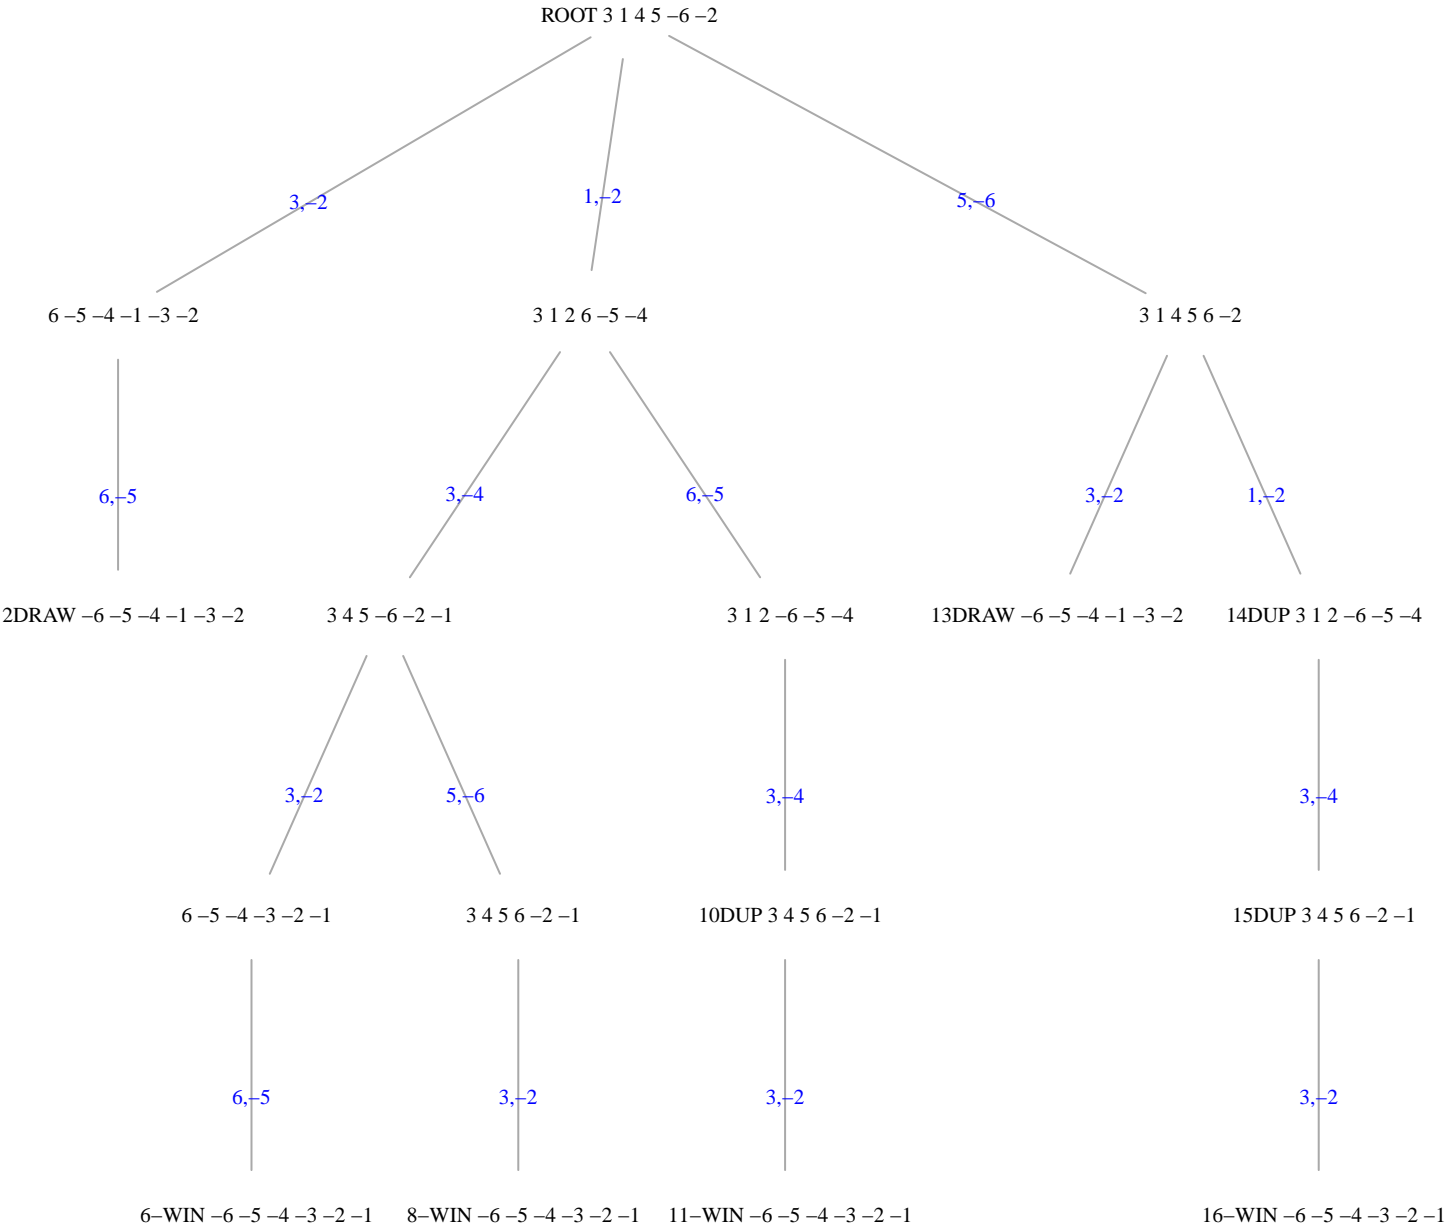 ROOT 3 1 4 5 –6 –2
3,–2
1,–2
5,–6
6 –5 –4 –1 –3 –2
3 1 2 6 –5 –4
3 1 4 5 6 –2
6,–5
3,–4
6,–5
3,–2
1,–2
2DRAW –6 –5 –4 –1 –3 –2
3 4 5 –6 –2 –1
3 1 2 –6 –5 –4
13DRAW –6 –5 –4 –1 –3 –2
14DUP 3 1 2 –6 –5 –4
3,–2
5,–6
3,–4
3,–4
6 –5 –4 –3 –2 –1
3 4 5 6 –2 –1
10DUP 3 4 5 6 –2 –1
15DUP 3 4 5 6 –2 –1
6,–5
3,–2
3,–2
3,–2
6–WIN –6 –5 –4 –3 –2 –1
8–WIN –6 –5 –4 –3 –2 –1
11–WIN –6 –5 –4 –3 –2 –1
16–WIN –6 –5 –4 –3 –2 –1